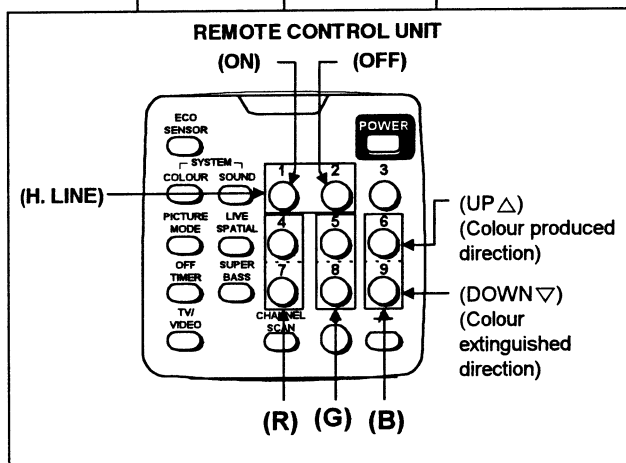 REMOTE CONTROL UNIT
(ON) (OFF)
ECO
SENSOR
POWER
SYSTEM
COLOUR SOUND
1 2 3
(H. LINE)
PICTURE
MODE
LIVE
SPATIAL
4 5 6
(UP△)
(Colour produced
direction)
OFF
TIMER
SUPER
BASS
7 8 9
(DOWN▽)
(Colour
extinguished
direction)
TV/
VIDEO
CHANNEL
SCAN
(R) (G) (B)